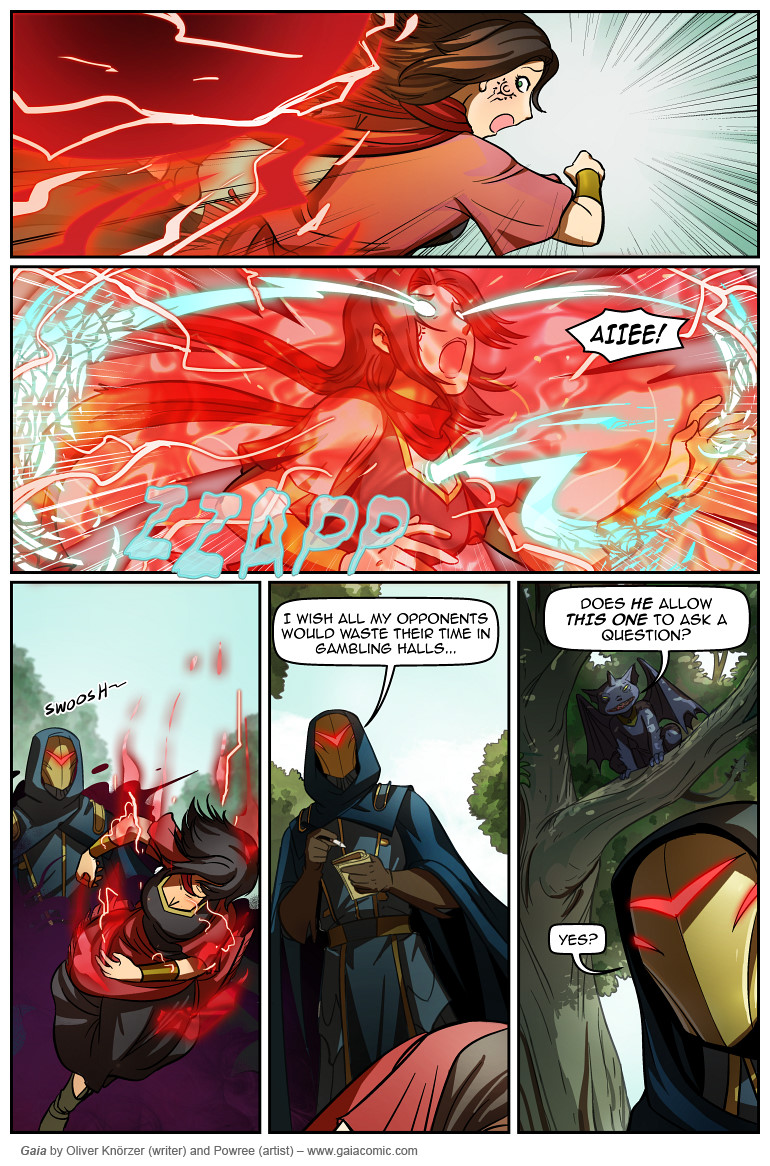 AIIEE!
ZZAPP
SWOOSH~
I WISH ALL MY OPPONENTS
WOULD WASTE THEIR TIME IN
GAMBLING HALLS...
DOES HE ALLOW
THIS ONE TO ASK A
QUESTION?
YES?
Gaia by Oliver Knörzer (writer) and Powree (artist) – www.gaiacomic.com